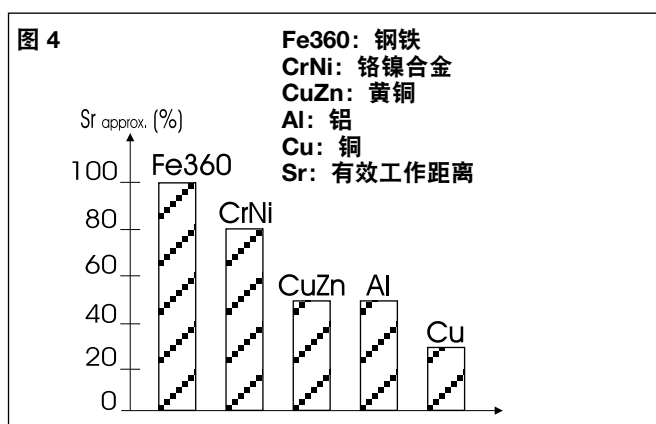 图 4
Fe360：钢铁
CrNi：铬镍合金
CuZn：黄铜
Al：铝
Cu：铜
Sr：有效工作距离
Sr approx. (%)
100
80
60
40
20
0
Fe360
CrNi
CuZn
Al
Cu